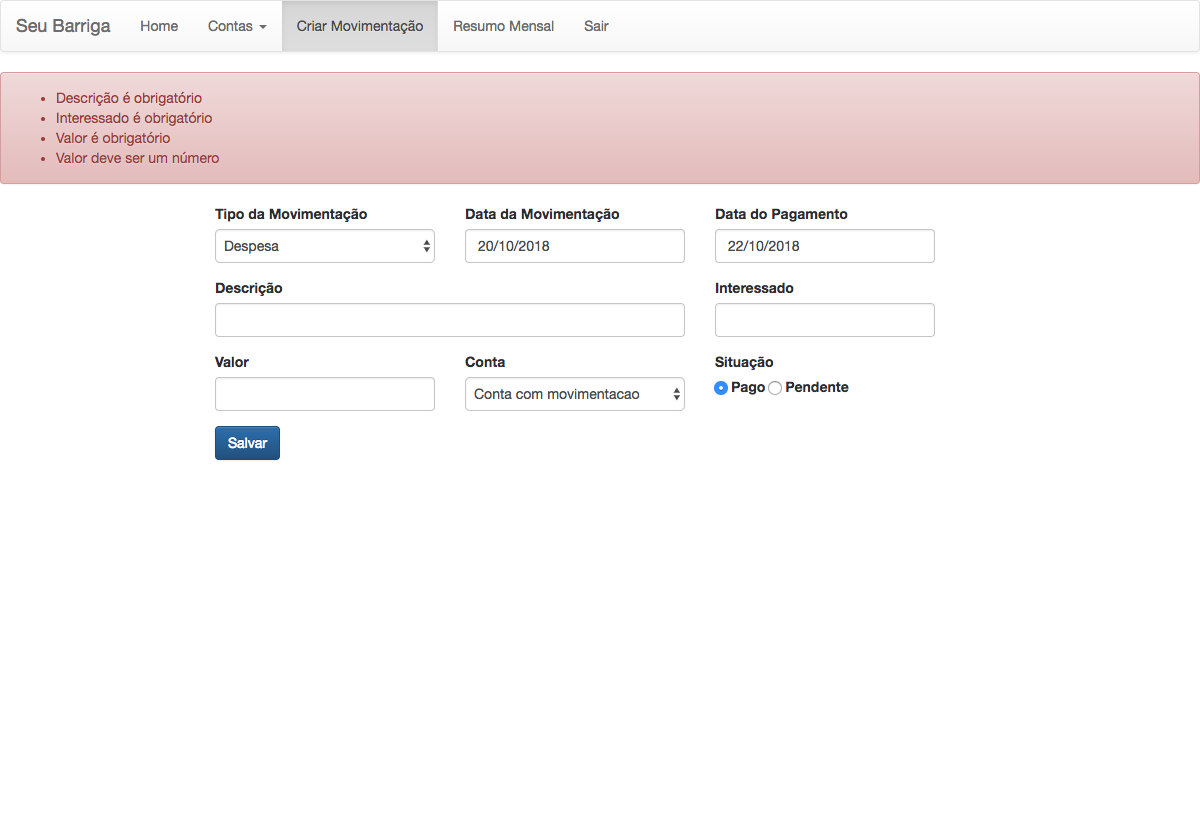 Seu Barriga Home Contas Criar Movimentação Resumo Mensal Sair
Descrição é obrigatório
Interessado é obrigatório
Valor é obrigatório
Valor deve ser um número
Tipo da Movimentação Data da Movimentação Data do Pagamento
Despesa 20/10/2018 22/10/2018
Descrição Interessado
Valor Conta Situação
Conta com movimentacao Pago Pendente
Salvar